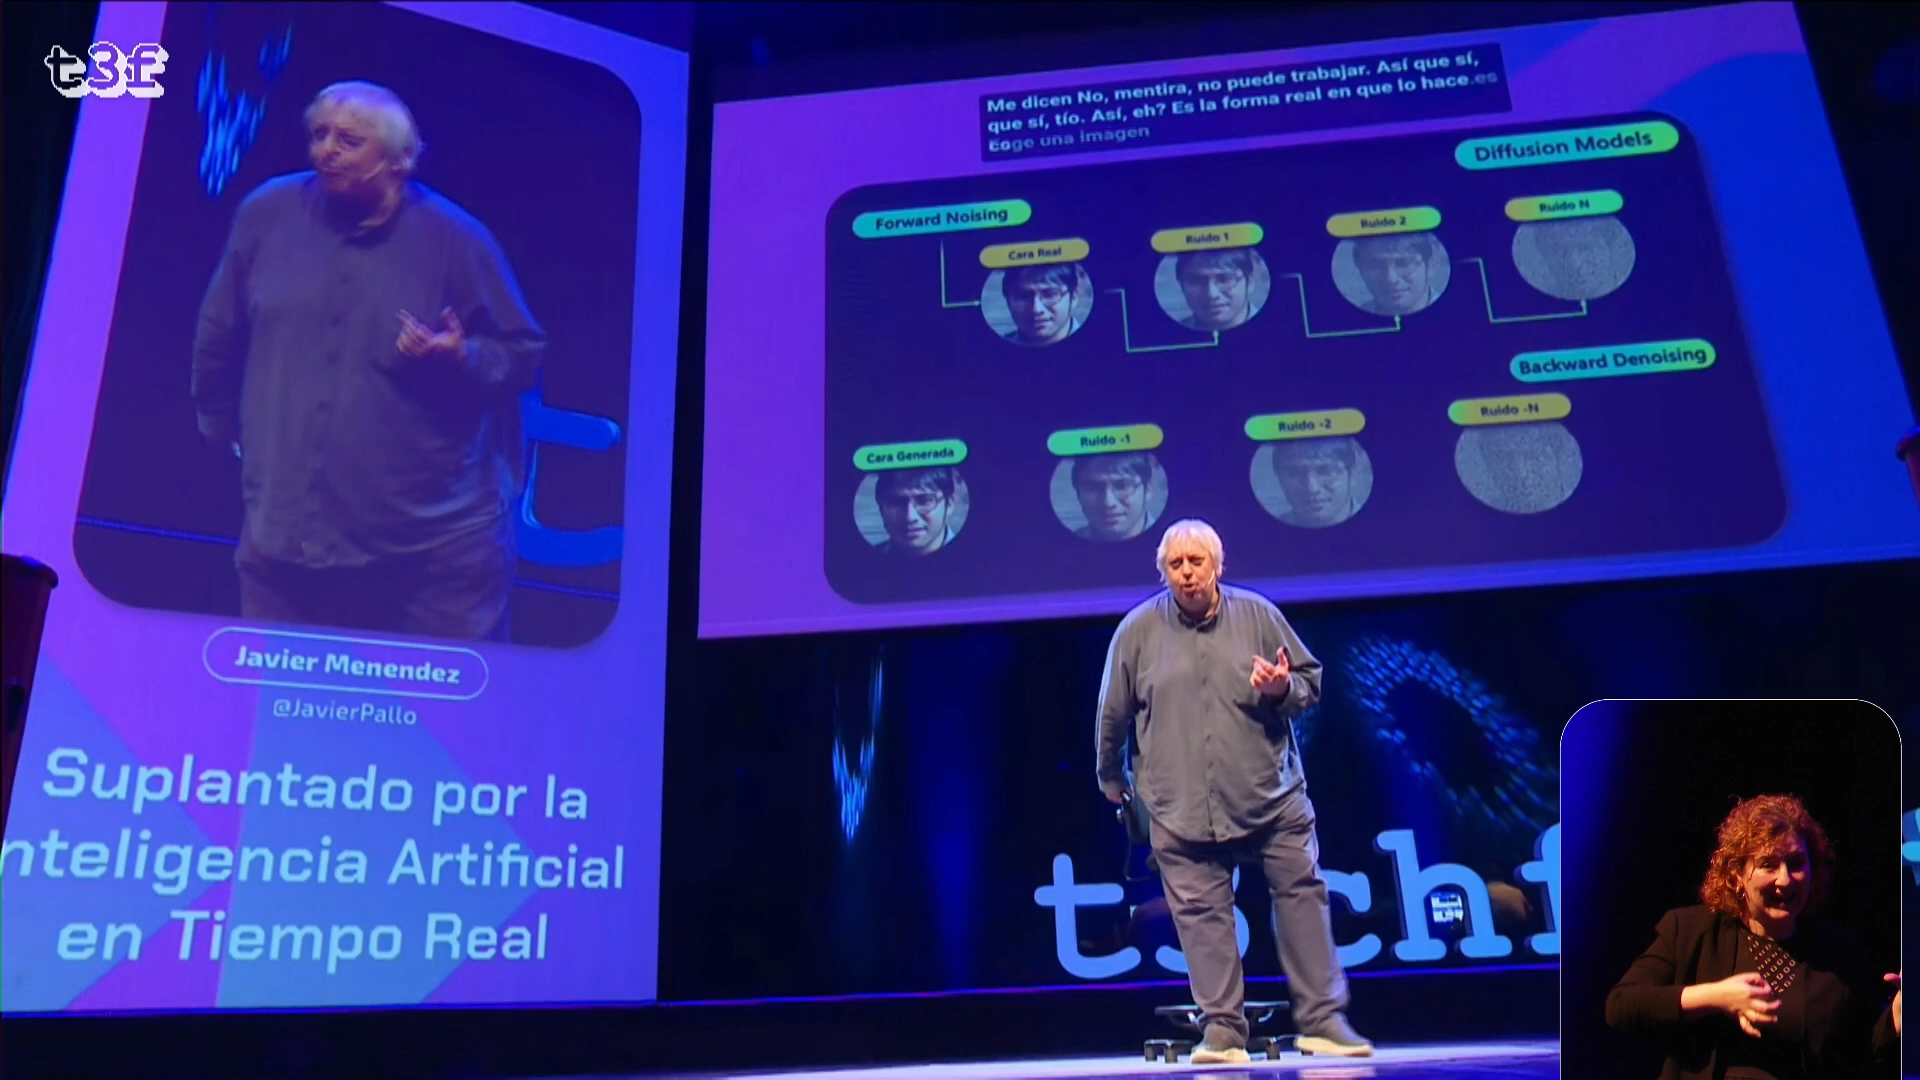 t3f
Me dicen No, mentira, no puede trabajar. Así que sí,
que sí, tío. Así, eh? Es la forma real en que lo hace.es
coge una imagen
Diffusion Models
Forward Noising
Cara Real
Ruido 1
Ruido 2
Ruido N
Backward Denoising
Cara Generada
Ruido -1
Ruido -2
Ruido -N
Javier Menendez
@JavierPallo
Suplantado por la
nteligencia Artificial
en Tiempo Real
t3chf